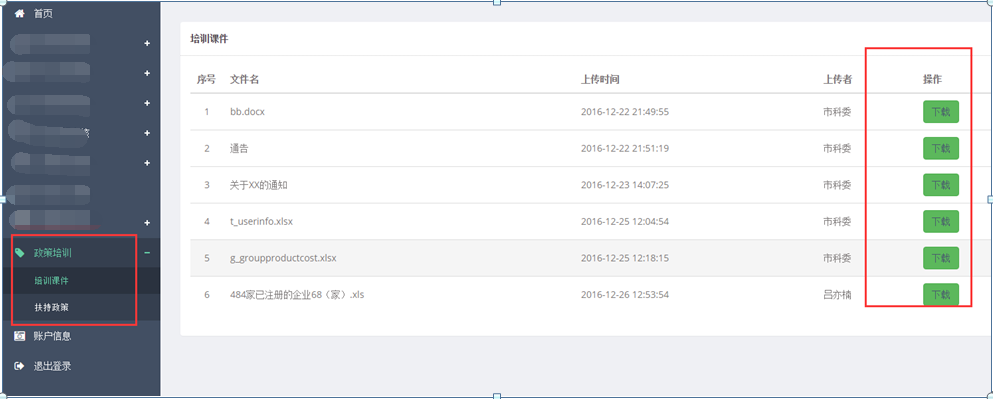 首页
政策培训
培训课件
扶持政策
账户信息
退出登录
培训课件
序号 文件名 上传时间 上传者 操作
1 bb.docx 2016-12-22 21:49:55 市科委 下载
2 通告 2016-12-22 21:51:19 市科委 下载
3 关于XX的通知 2016-12-23 14:07:25 市科委 下载
4 t_userinfo.xlsx 2016-12-25 12:04:54 市科委 下载
5 g_groupproductcost.xlsx 2016-12-25 12:18:15 市科委 下载
6 484家已注册的企业68（家）.xls 2016-12-26 12:53:54 吕亦楠 下载